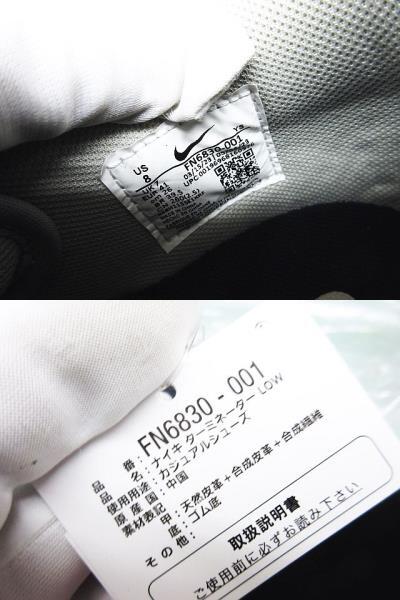 US
8
UK 7
EUR 41
FN6830-001
UPC
YB
品番：FN6830-001
品名：ナイキ ターミネーター LOW
使用用途：カジュアルシューズ
原産国：中国
素材表記 甲：天然皮革＋合成皮革＋合成繊維
底：ゴム底
その他：
取扱説明書
ご使用前に必ずお読み下さい